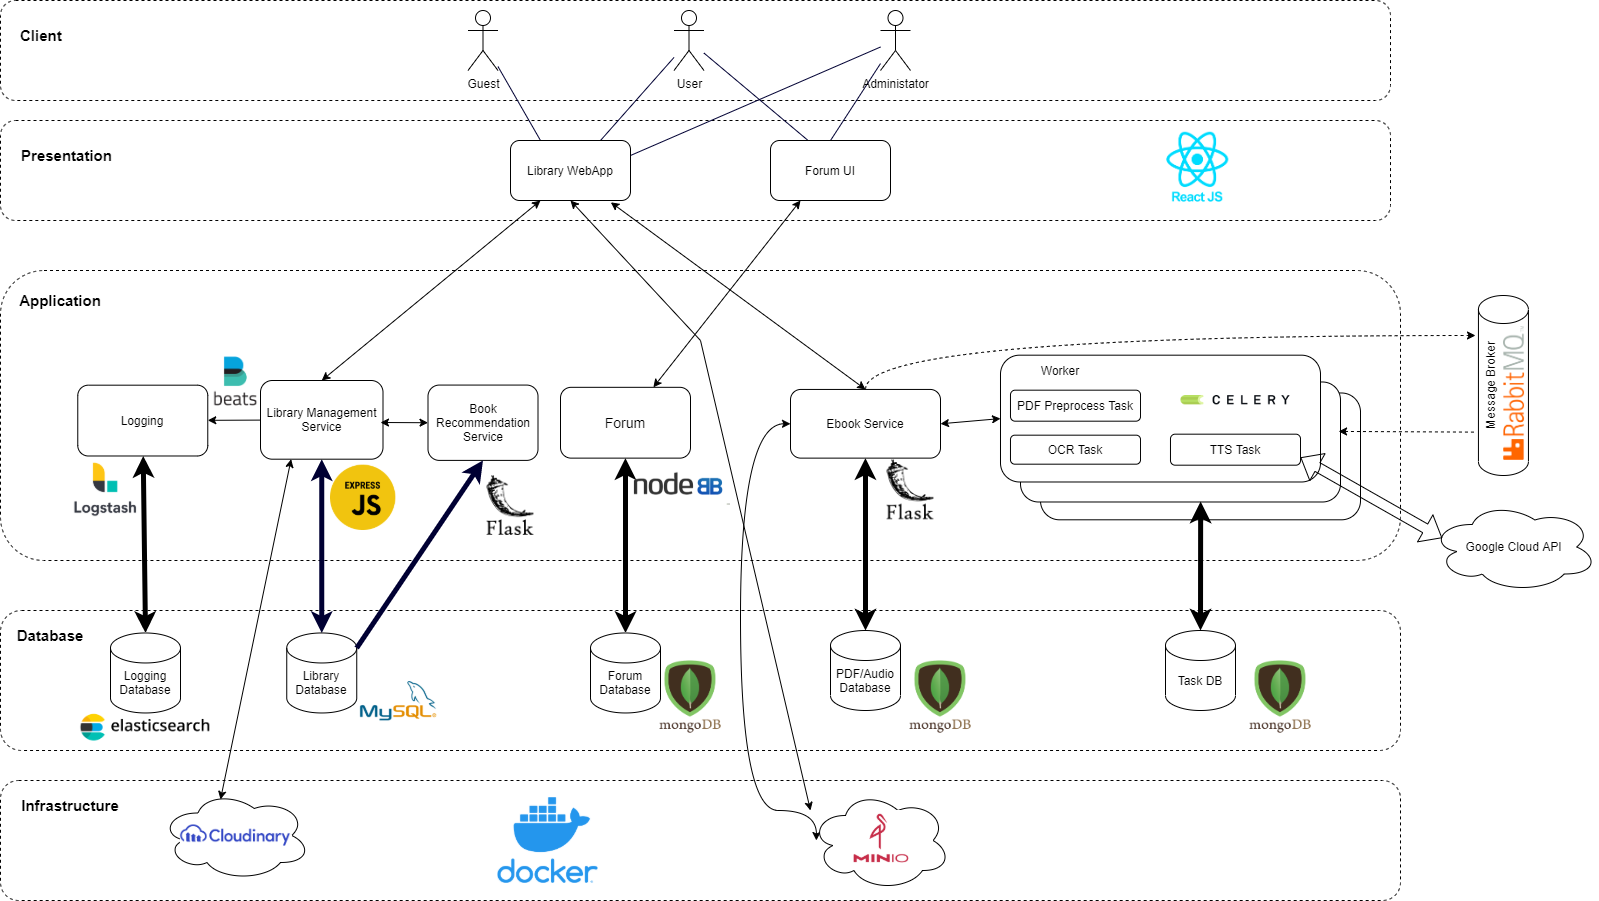 Client
Guest
User
Administator
Presentation
Library WebApp
Forum UI
React JS
Application
Message Broker
RabbitMQ
Worker
PDF Preprocess Task
CELERY
OCR Task
TTS Task
beats
Logging
Library Management
Service
Book
Recommendation
Service
Forum
Ebook Service
Logstash
EXPRESS
JS
Flask
node BB
Flask
Google Cloud API
Database
Logging
Database
Library
Database
Forum
Database
PDF/Audio
Database
Task DB
elasticsearch
MySQL
mongoDB
mongoDB
mongoDB
Infrastructure
Cloudinary
docker
MINIO